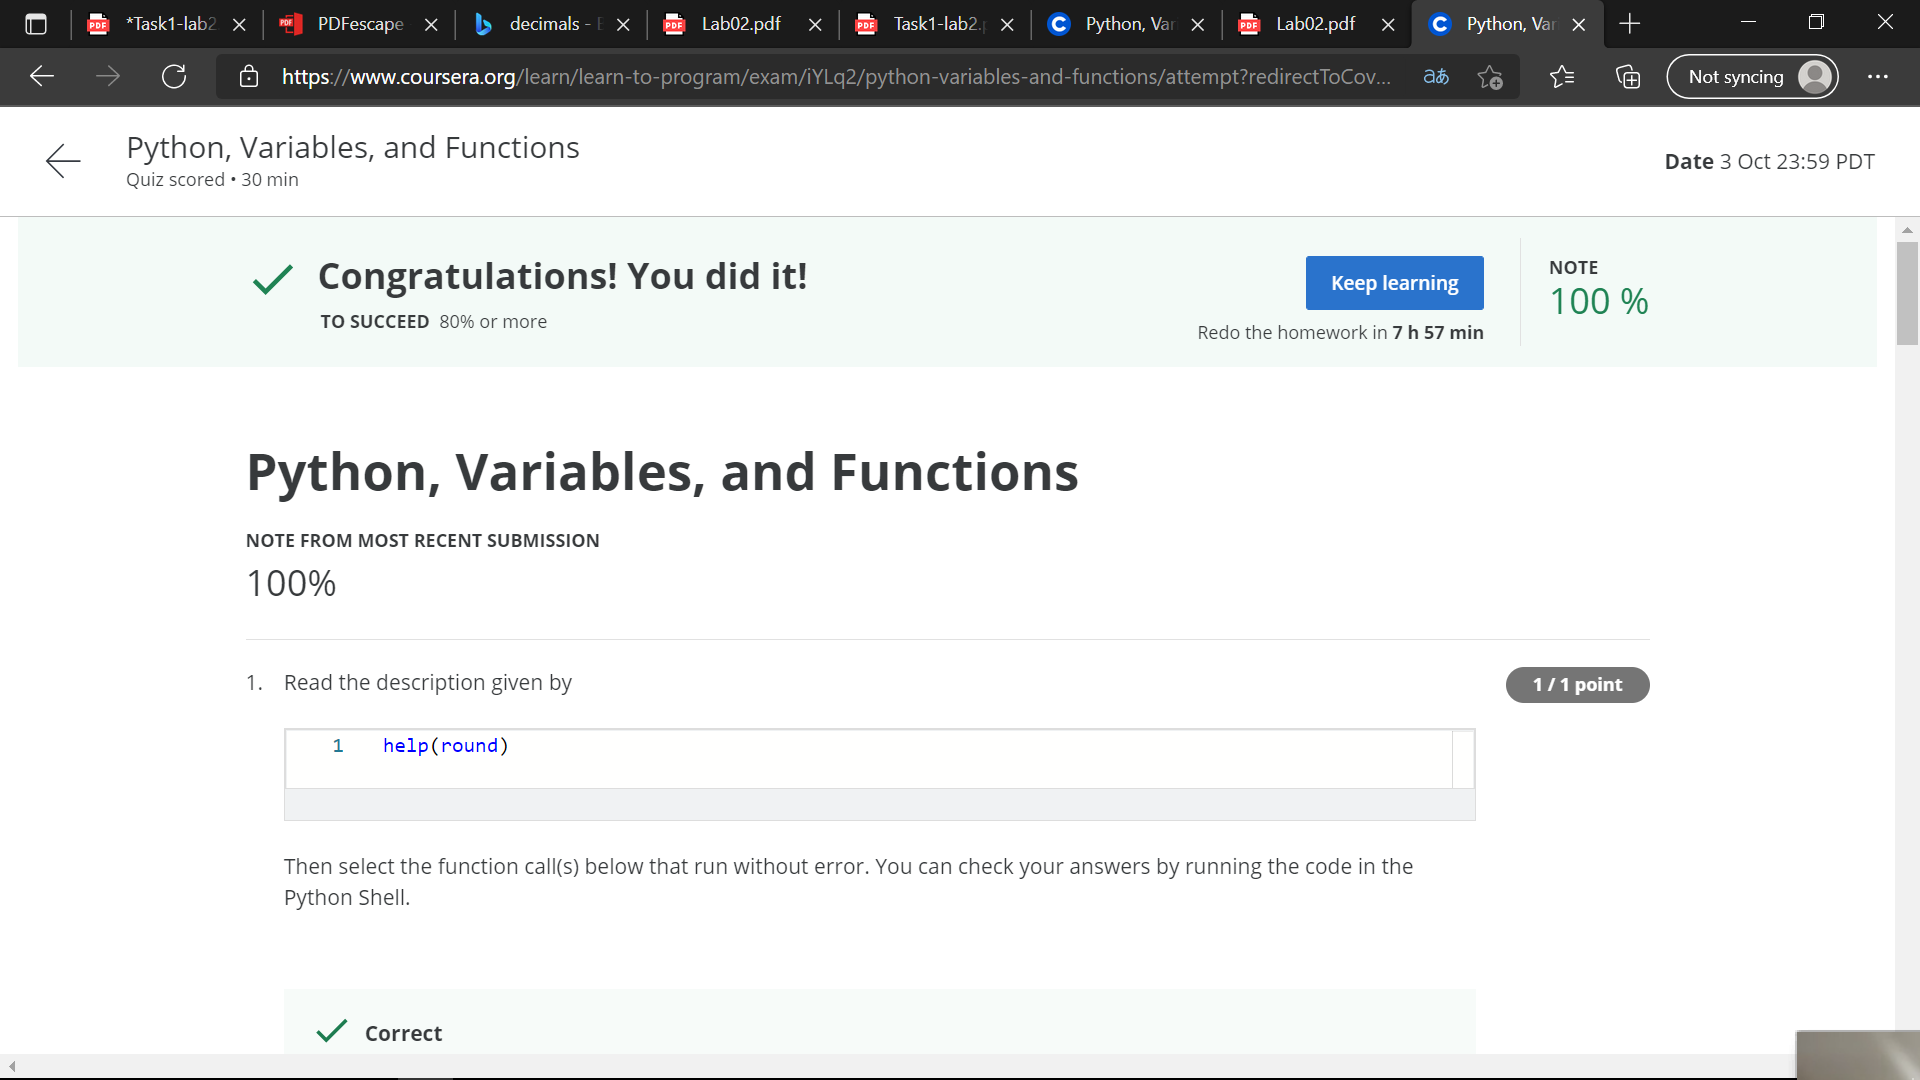 *Task1-lab2
PDFescape
decimals -
Lab02.pdf
Task1-lab2.
Python, Var
Lab02.pdf
Python, Var
https://www.coursera.org/learn/learn-to-program/exam/iYLq2/python-variables-and-functions/attempt?redirectToCov...
Not syncing
Python, Variables, and Functions
Quiz scored • 30 min
Date 3 Oct 23:59 PDT
Congratulations! You did it!
TO SUCCEED 80% or more
Keep learning
Redo the homework in 7 h 57 min
NOTE
100 %
Python, Variables, and Functions
NOTE FROM MOST RECENT SUBMISSION
100%
1. Read the description given by
1 / 1 point
1 help(round)
Then select the function call(s) below that run without error. You can check your answers by running the code in the
Python Shell.
Correct